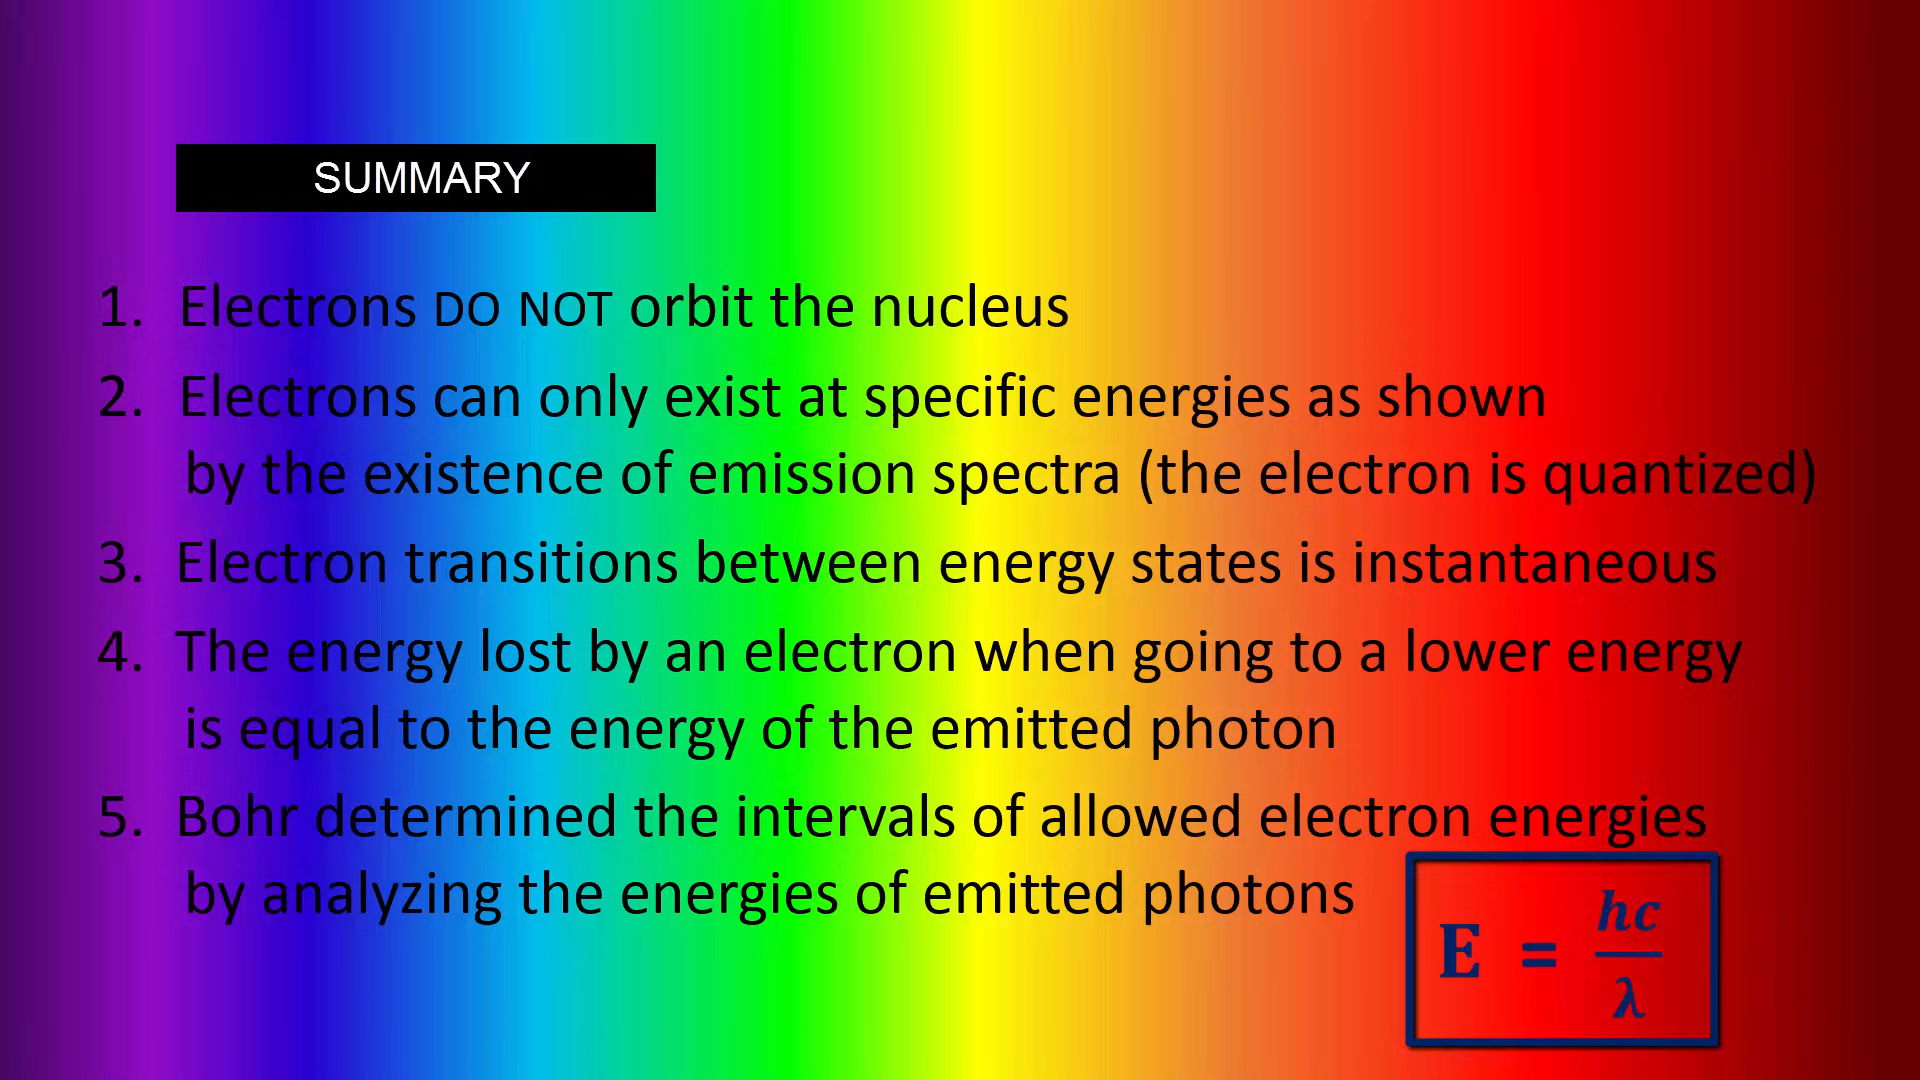 SUMMARY
1. Electrons DO NOT orbit the nucleus
2. Electrons can only exist at specific energies as shown
by the existence of emission spectra (the electron is quantized)
3. Electron transitions between energy states is instantaneous
4. The energy lost by an electron when going to a lower energy
is equal to the energy of the emitted photon
5. Bohr determined the intervals of allowed electron energies
by analyzing the energies of emitted photons
E = hc/λ